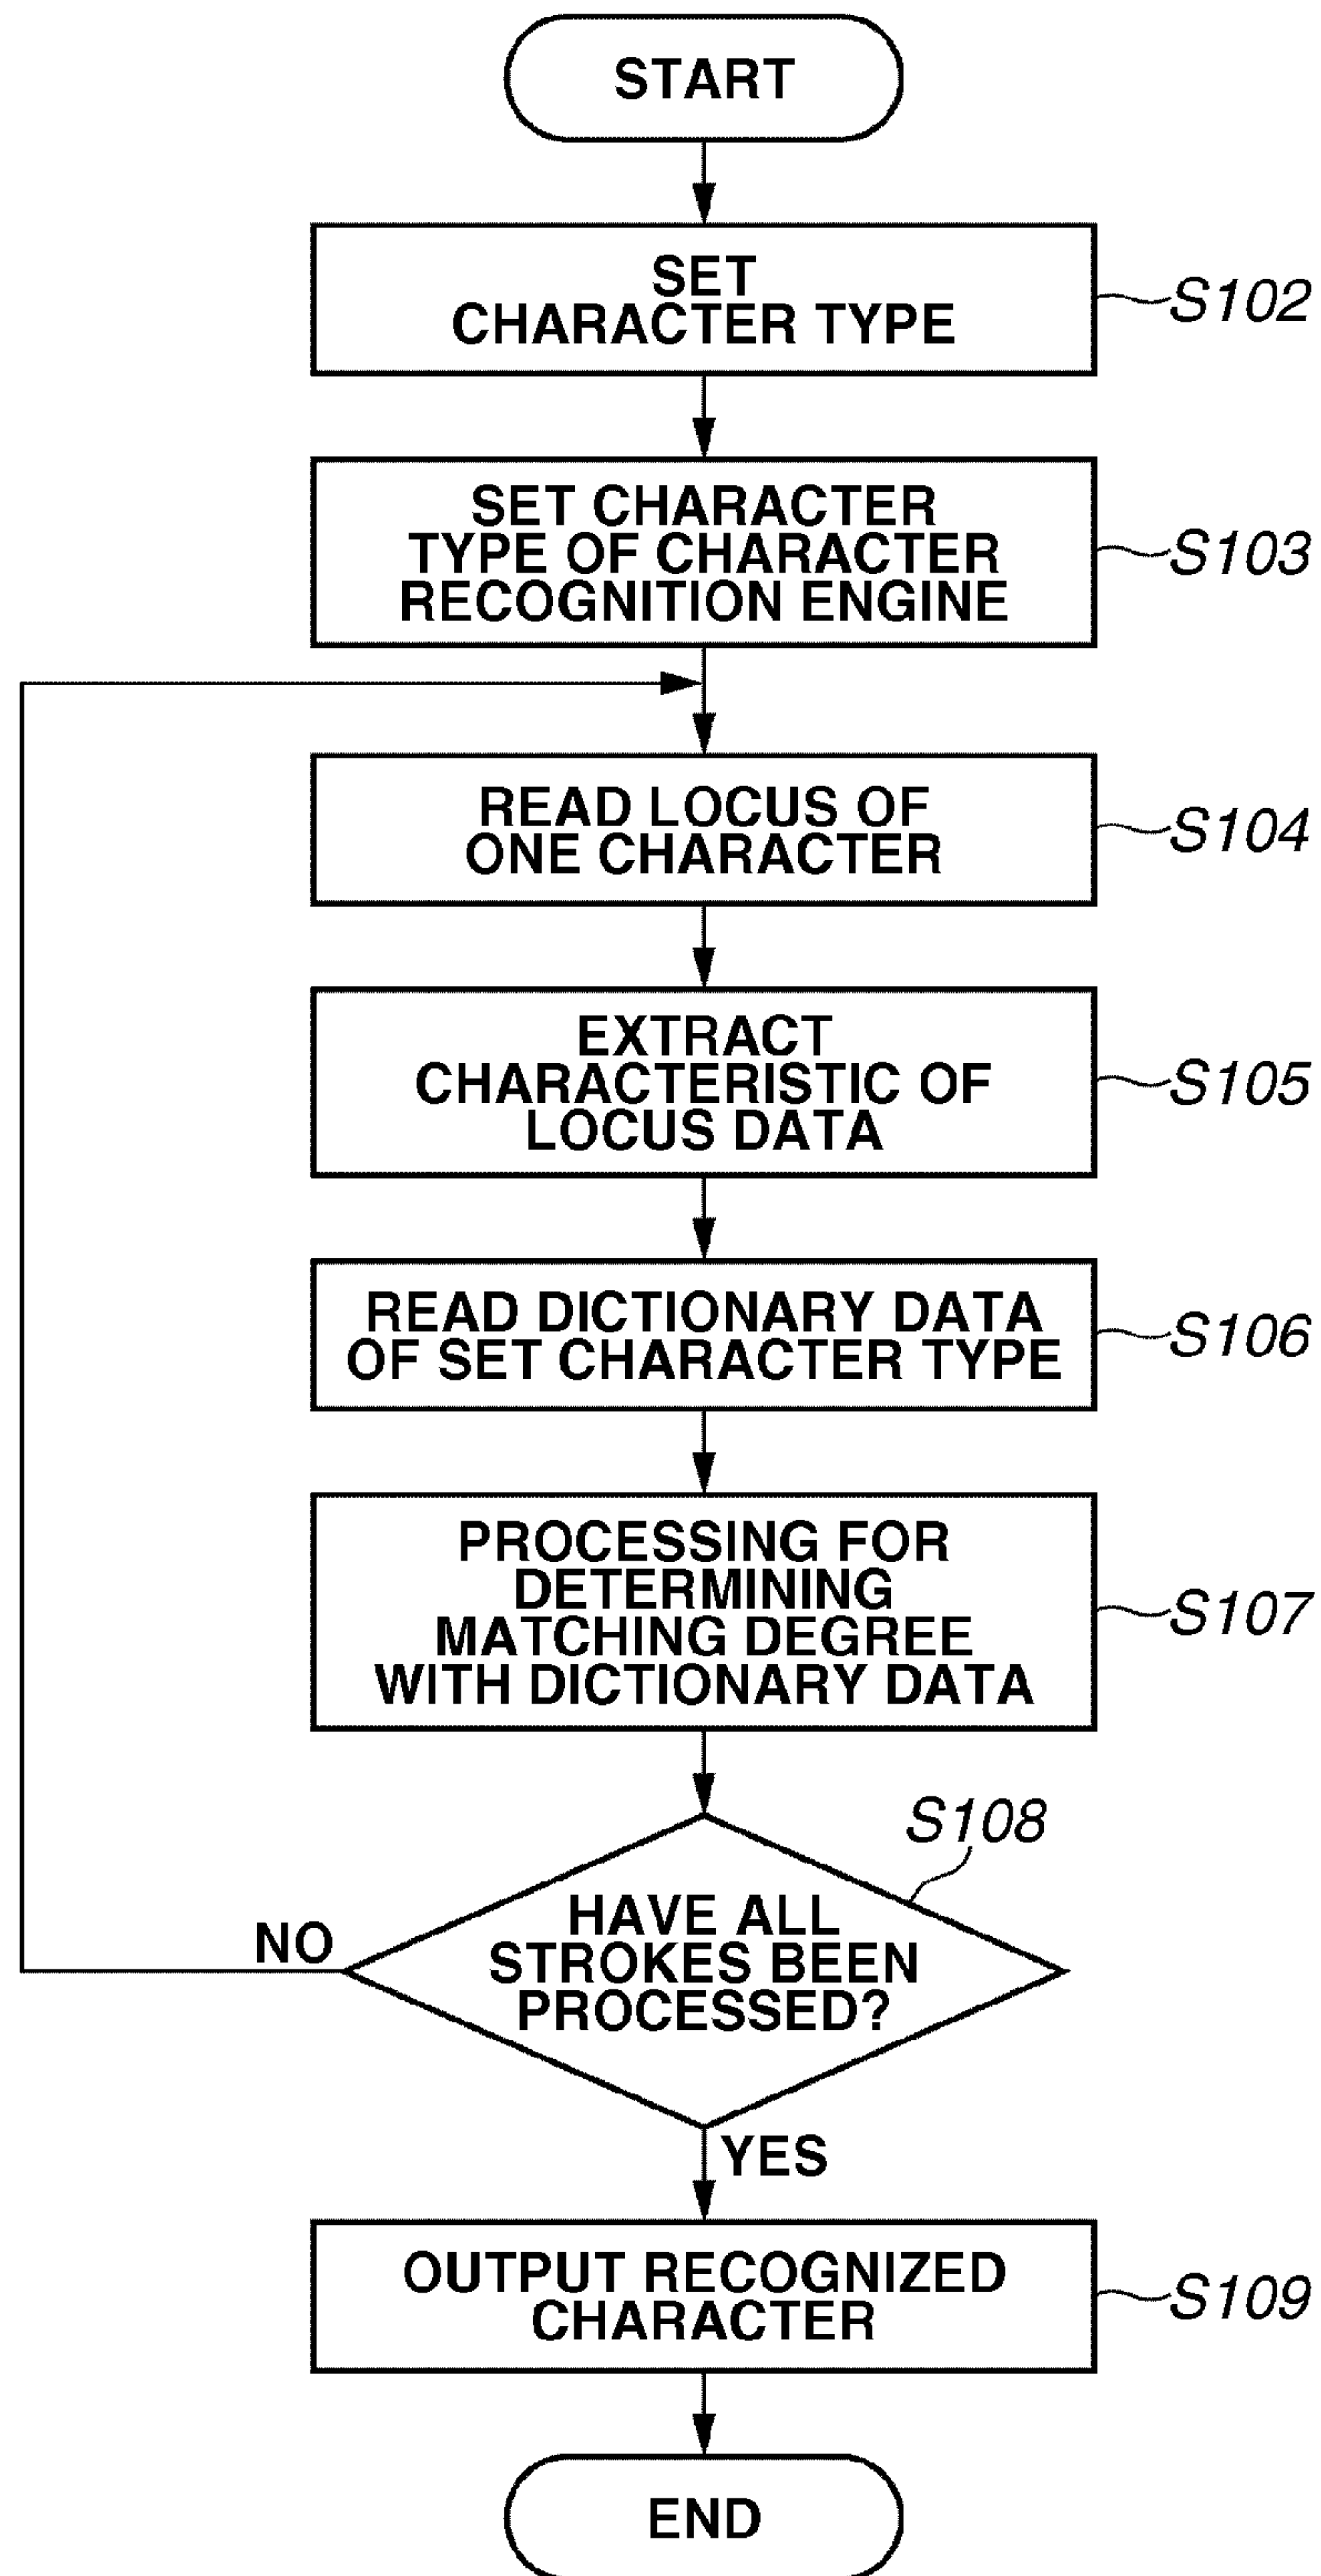 START
SET
CHARACTER TYPE
S102
SET CHARACTER
TYPE OF CHARACTER
RECOGNITION ENGINE
S103
READ LOCUS OF
ONE CHARACTER
S104
EXTRACT
CHARACTERISTIC OF
LOCUS DATA
S105
READ DICTIONARY DATA
OF SET CHARACTER TYPE
S106
PROCESSING FOR
DETERMINING
MATCHING DEGREE
WITH DICTIONARY DATA
S107
S108
HAVE ALL
STROKES BEEN
PROCESSED?
NO
YES
OUTPUT RECOGNIZED
CHARACTER
S109
END